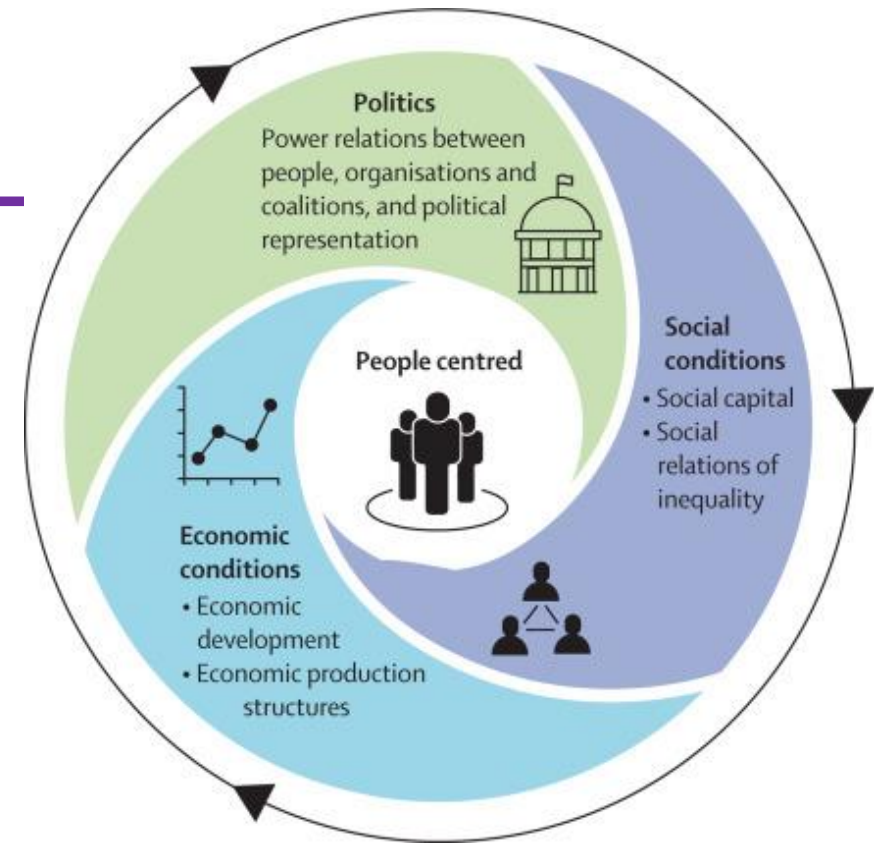 Politics
Power relations between
people, organisations and
coalitions, and political
representation
People centred
Social
conditions
• Social capital
• Social
relations of
inequality
Economic
conditions
• Economic
development
• Economic production
structures